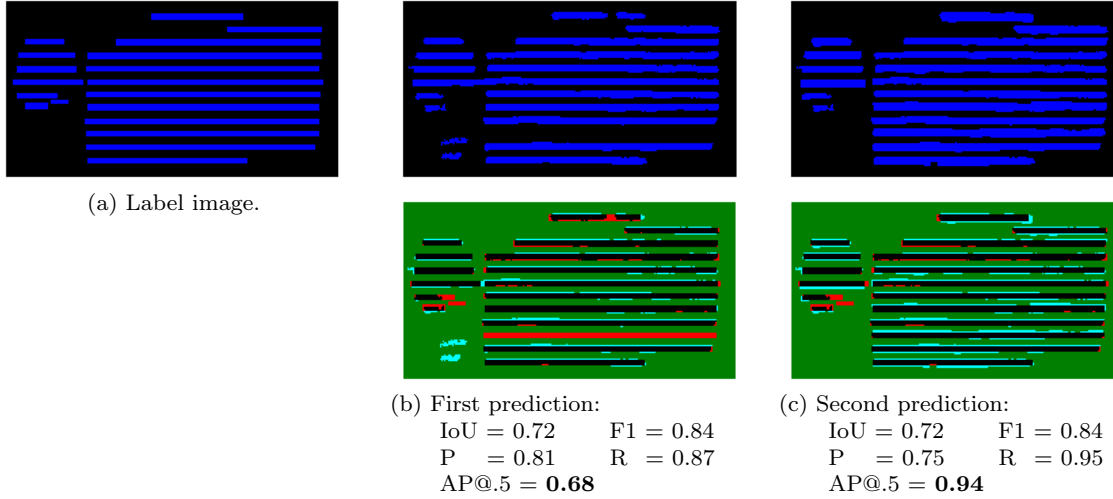 (a) Label image.
(b) First prediction:
IoU = 0.72 F1 = 0.84
P = 0.81 R = 0.87
AP@.5 = 0.68
(c) Second prediction:
IoU = 0.72 F1 = 0.84
P = 0.75 R = 0.95
AP@.5 = 0.94